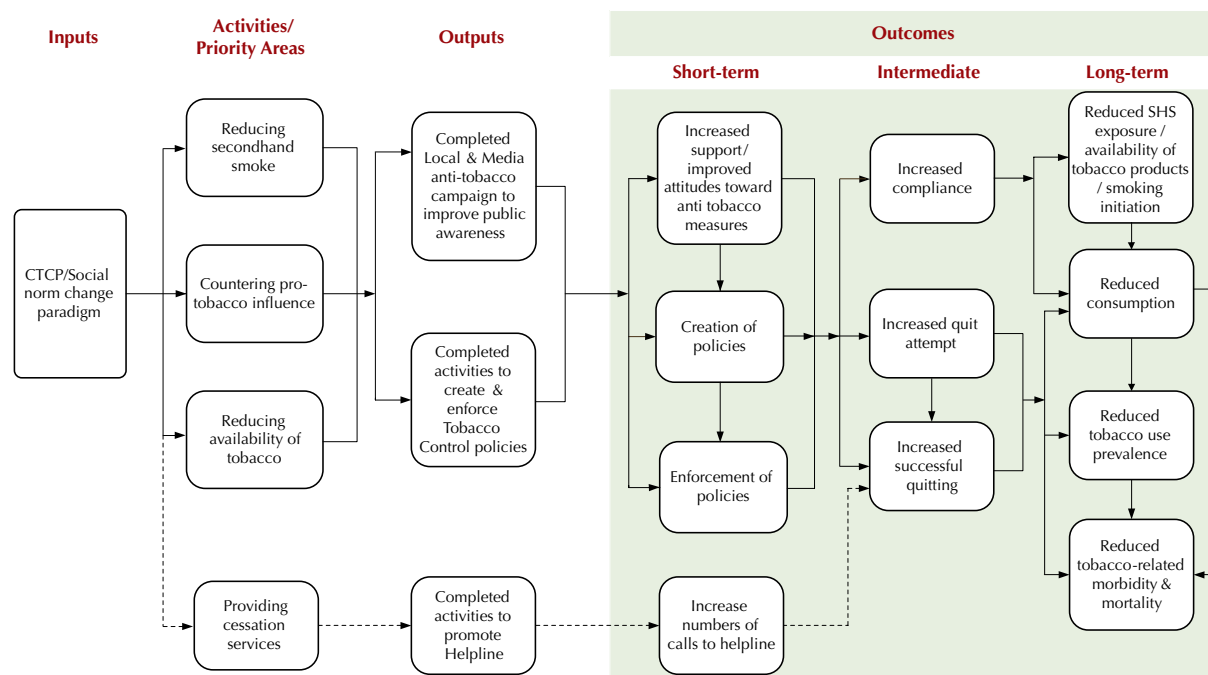 Inputs
Activities/
Priority Areas
Outputs
Outcomes
Short-term
Intermediate
Long-term
CTCP/Social
norm change
paradigm
Reducing
secondhand
smoke
Countering pro-
tobacco influence
Reducing
availability of
tobacco
Providing
cessation
services
Completed
Local & Media
anti-tobacco
campaign to
improve public
awareness
Completed
activities to
create &
enforce
Tobacco
Control policies
Completed
activities to
promote
Helpline
Increased
support/
improved
attitudes toward
anti tobacco
measures
Creation of
policies
Enforcement of
policies
Increase
numbers of
calls to helpline
Increased
compliance
Increased quit
attempt
Increased
successful
quitting
Reduced SHS
exposure /
availability of
tobacco products
/ smoking
initiation
Reduced
consumption
Reduced
tobacco use
prevalence
Reduced
tobacco-related
morbidity &
mortality